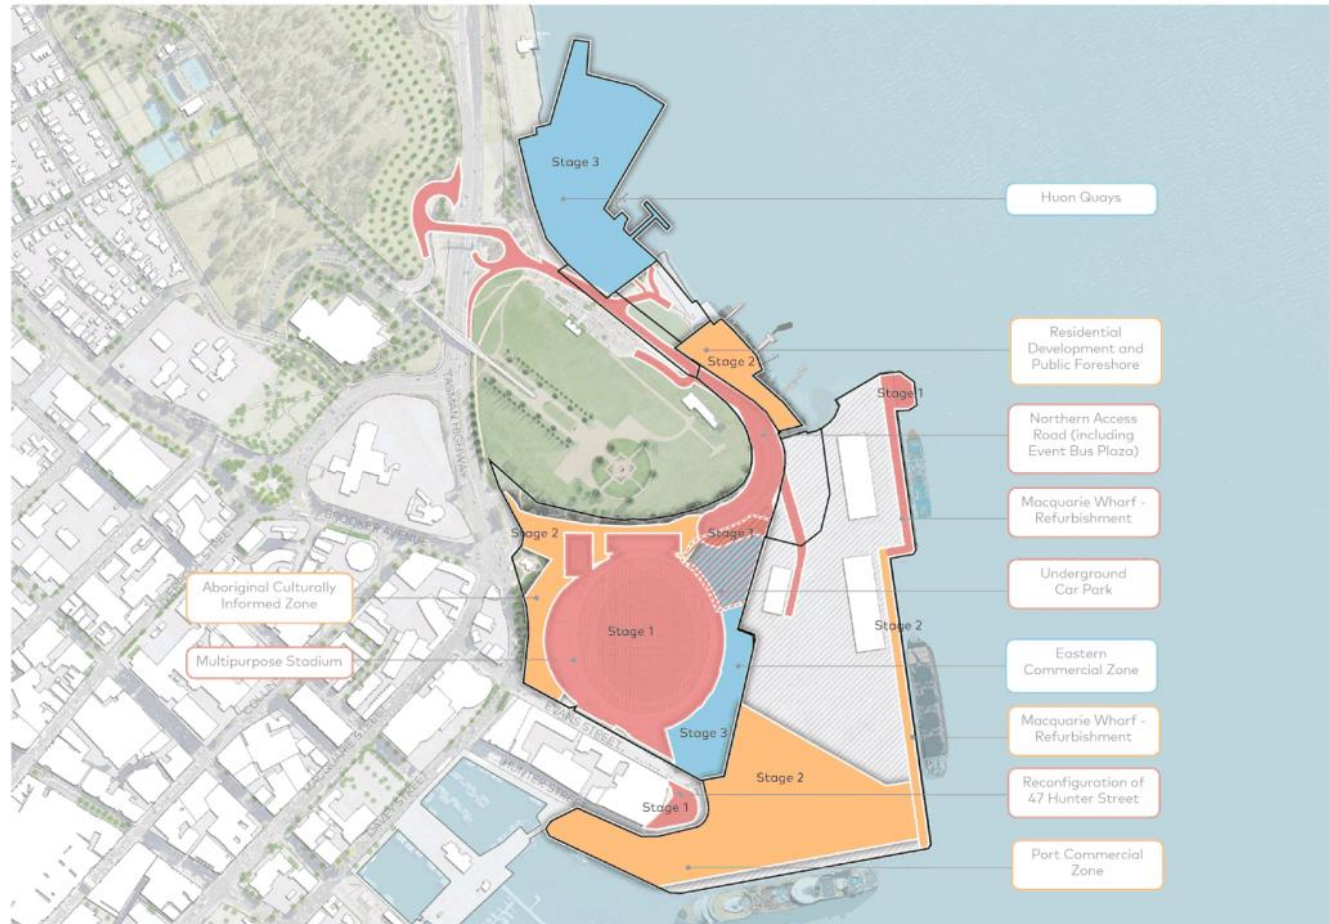 Stage 3
Huon Quays
Residential
Development and
Public Foreshore
Stage 2
Stage 1
Northern Access
Road (including
Event Bus Plaza)
TASMAN HIGHWAY
Macquarie Wharf -
Refurbishment
BROOKER AVENUE
Stage 2
Stage 1
STREET
Underground
Car Park
Aboriginal Culturally
Informed Zone
Stage 1
Stage 2
Multipurpose Stadium
Eastern
Commercial Zone
COLLINS
EVANS STREET
MACQUARIE STREET
Stage 3
Macquarie Wharf -
Refurbishment
HUNTER STREET
Stage 2
DAVEY STREET
Stage 1
Reconfiguration of
47 Hunter Street
Port Commercial
Zone